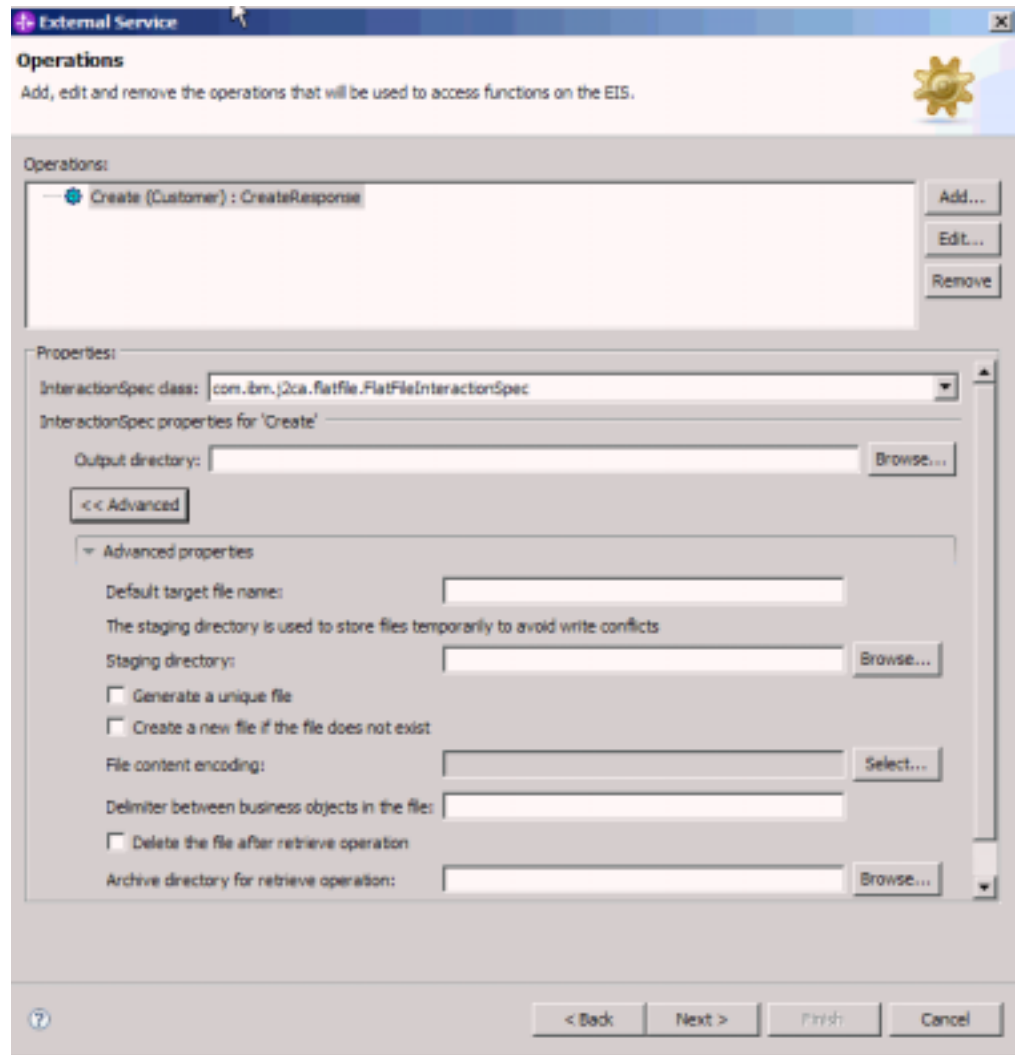 External Service
Operations
Add, edit and remove the operations that will be used to access functions on the EIS.
Operations:
Create (Customer) : CreateResponse
Add...
Edit...
Remove
Properties:
InteractionSpec class: com.ibm.j2ca.flatfile.FlatFileInteractionSpec
InteractionSpec properties for 'Create'
Output directory: Browse...
<< Advanced
Advanced properties
Default target file name:
The staging directory is used to store files temporarily to avoid write conflicts
Staging directory: Browse...
Generate a unique file
Create a new file if the file does not exist
File content encoding: Select...
Delimiter between business objects in the file:
Delete the file after retrieve operation
Archive directory for retrieve operation: Browse...
? < Back Next > Finish Cancel